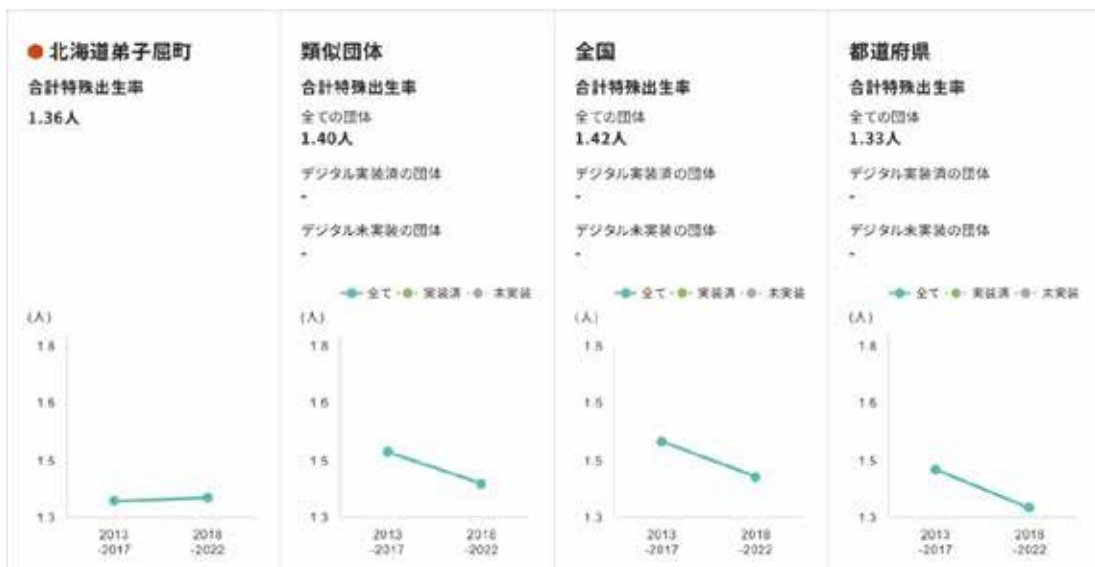 北海道弟子屈町
合計特殊出生率
1.36人
(人)
1.8
1.6
1.5
1.3
2013
-2017
2018
-2022
類似団体
合計特殊出生率
全ての団体
1.40人
デジタル実装済の団体
-
デジタル未実装の団体
-
全て 実装済 未実装
(人)
1.8
1.6
1.5
1.3
2013
-2017
2018
-2022
全国
合計特殊出生率
全ての団体
1.42人
デジタル実装済の団体
-
デジタル未実装の団体
-
全て 実装済 未実装
(人)
1.8
1.6
1.5
1.3
2013
-2017
2018
-2022
都道府県
合計特殊出生率
全ての団体
1.33人
デジタル実装済の団体
-
デジタル未実装の団体
-
全て 実装済 未実装
(人)
1.8
1.6
1.5
1.3
2013
-2017
2018
-2022